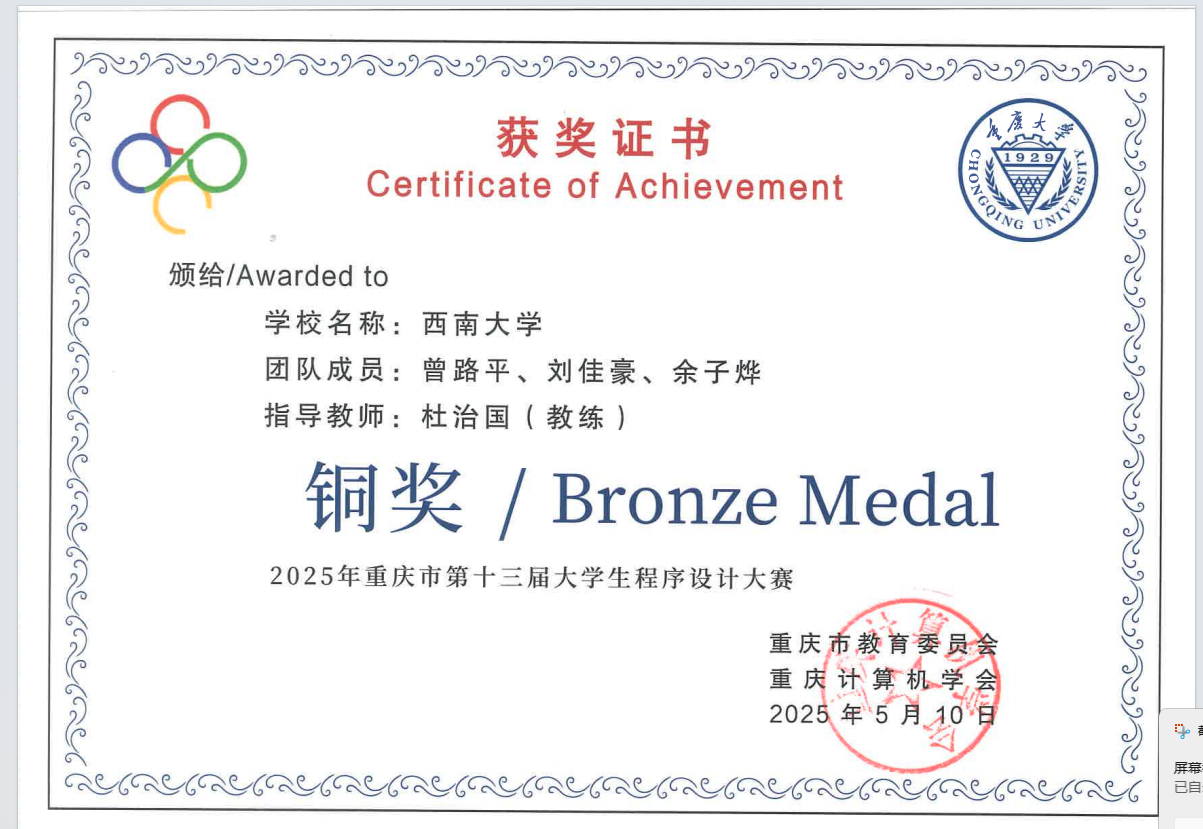 获奖证书
Certificate of Achievement
重庆大学
1929
CHONGQING UNIVERSITY
颁给/Awarded to
学校名称：西南大学
团队成员：曾路平、刘佳豪、余子烨
指导教师：杜治国（教练）
铜奖 / Bronze Medal
2025年重庆市第十三届大学生程序设计大赛
重庆市教育委员会
重庆计算机学会
2025 年 5 月 10 日
屏幕
已自